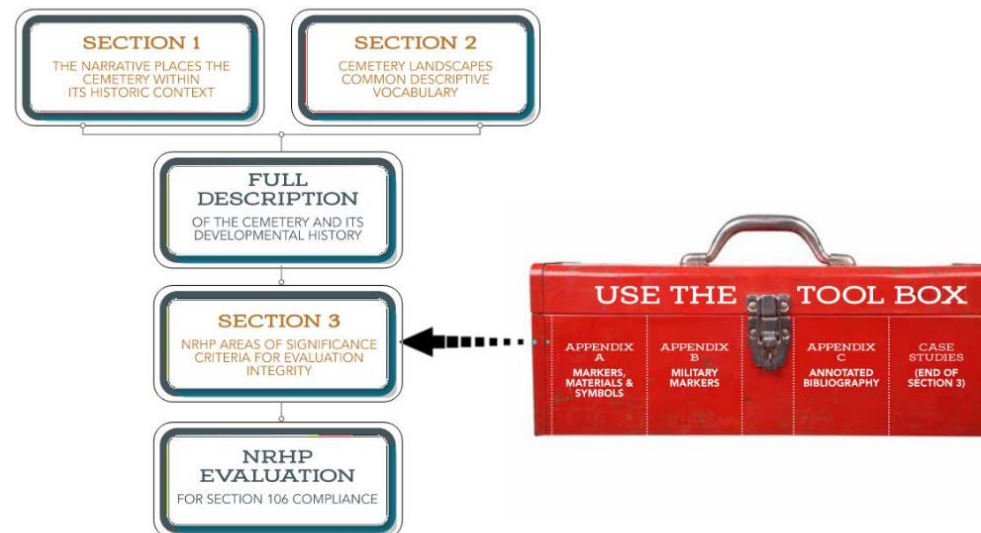 SECTION 1
THE NARRATIVE PLACES THE
CEMETERY WITHIN
ITS HISTORIC CONTEXT
SECTION 2
CEMETERY LANDSCAPES
COMMON DESCRIPTIVE
VOCABULARY
FULL
DESCRIPTION
OF THE CEMETERY AND ITS
DEVELOPMENTAL HISTORY
SECTION 3
NRHP AREAS OF SIGNIFICANCE
CRITERIA FOR EVALUATION
INTEGRITY
NRHP
EVALUATION
FOR SECTION 106 COMPLIANCE
USE THE TOOL BOX
APPENDIX
A
MARKERS,
MATERIALS &
SYMBOLS
APPENDIX
B
MILITARY
MARKERS
APPENDIX
C
ANNOTATED
BIBLIOGRAPHY
CASE
STUDIES
(END OF
SECTION 3)